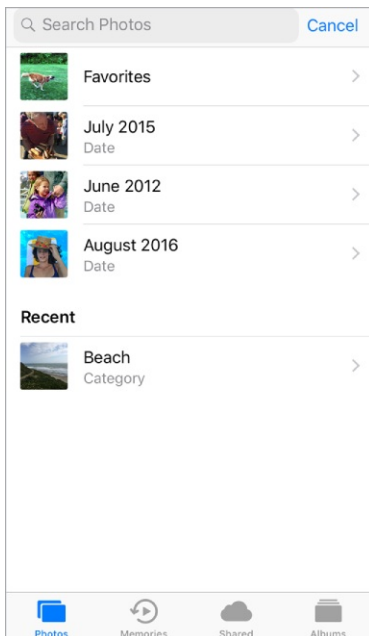 Search Photos Cancel
Favorites
July 2015
Date
June 2012
Date
August 2016
Date
Recent
Beach
Category
Photos Memories Shared Albums